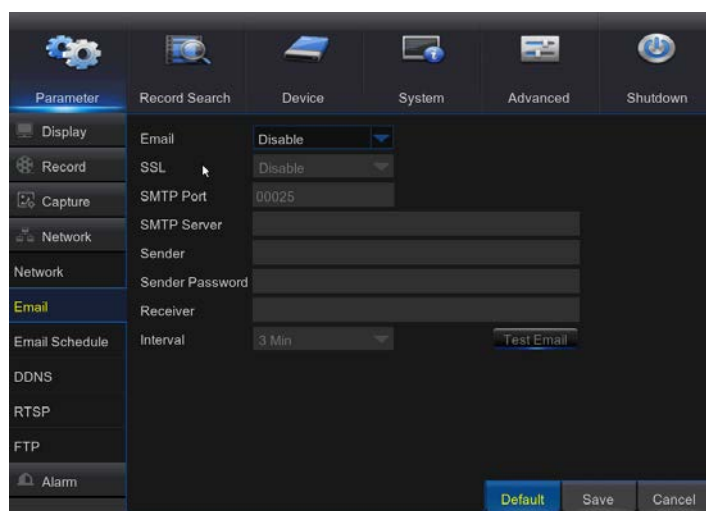 Parameter Record Search Device System Advanced Shutdown
Display
Record
Capture
Network
Network
Email
Email Schedule
DDNS
RTSP
FTP
Alarm
Email Disable
SSL Disable
SMTP Port 00025
SMTP Server
Sender
Sender Password
Receiver
Interval 3 Min Test Email
Default Save Cancel